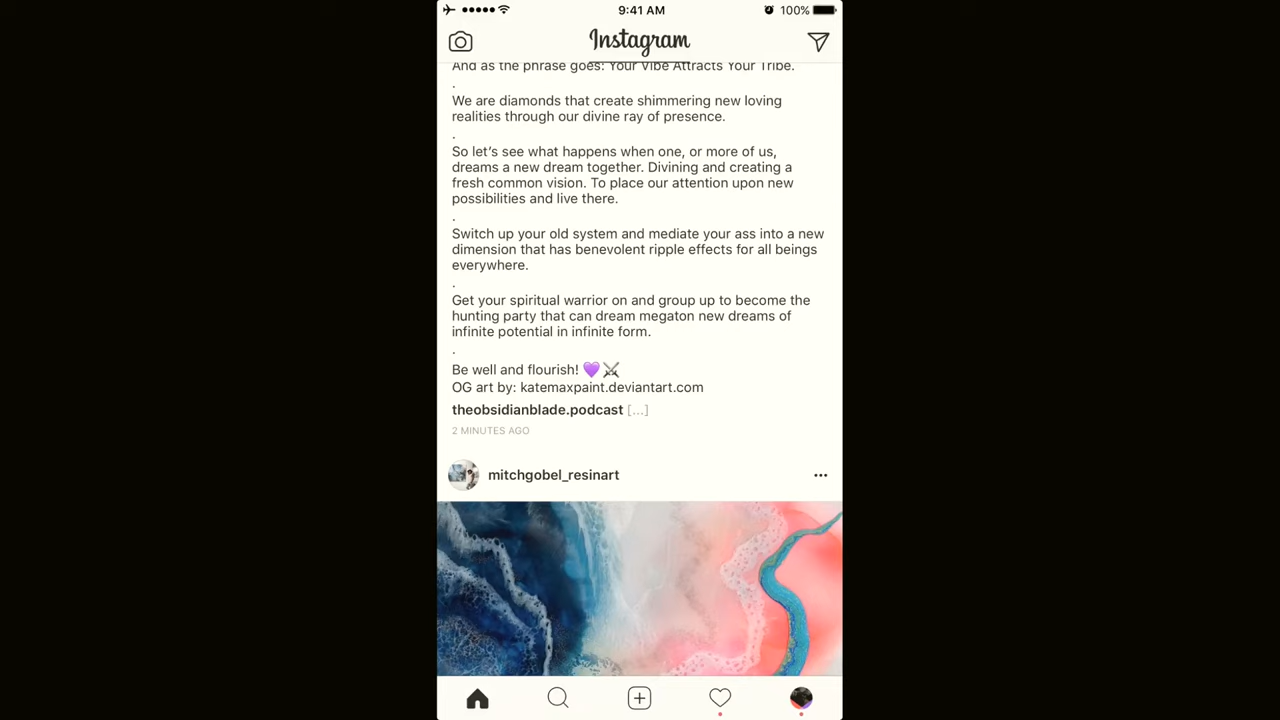 9:41 AM
100%
Instagram
And as the phrase goes: Your Vibe Attracts Your Tribe.
.
We are diamonds that create shimmering new loving
realities through our divine ray of presence.
.
So let’s see what happens when one, or more of us,
dreams a new dream together. Divining and creating a
fresh common vision. To place our attention upon new
possibilities and live there.
.
Switch up your old system and mediate your ass into a new
dimension that has benevolent ripple effects for all beings
everywhere.
.
Get your spiritual warrior on and group up to become the
hunting party that can dream megaton new dreams of
infinite potential in infinite form.
.
Be well and flourish! 💜⚔️
OG art by: katemaxpaint.deviantart.com
theobsidianblade.podcast [...]
2 MINUTES AGO
mitchgobel_resinart